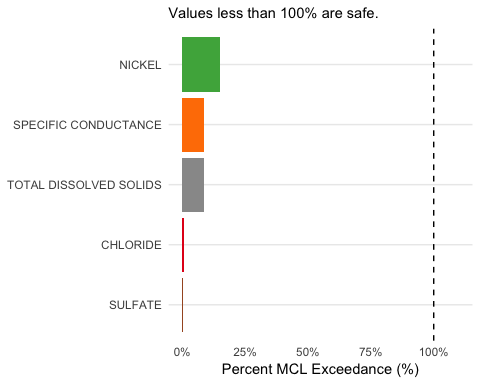 Values less than 100% are safe.
NICKEL
SPECIFIC CONDUCTANCE
TOTAL DISSOLVED SOLIDS
CHLORIDE
SULFATE
0% 25% 50% 75% 100%
Percent MCL Exceedance (%)